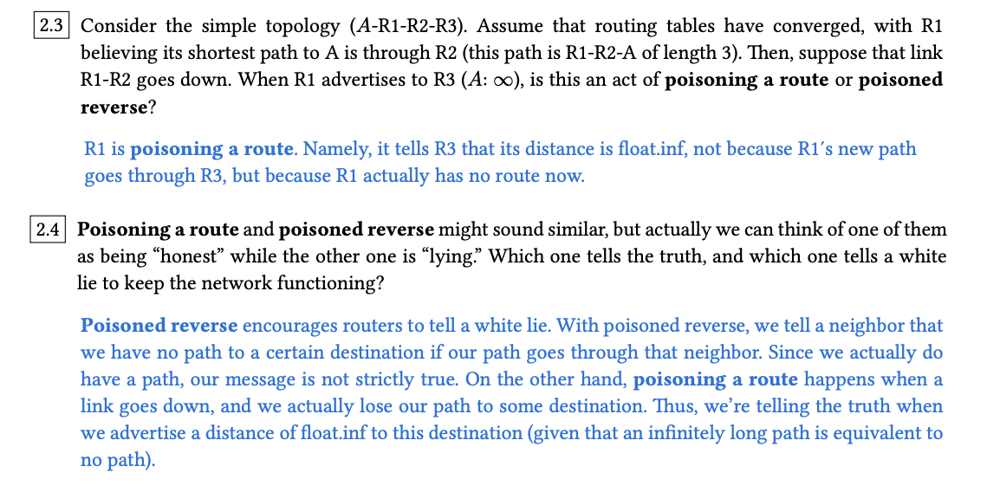 2.3 Consider the simple topology (A-R1-R2-R3). Assume that routing tables have converged, with R1
believing its shortest path to A is through R2 (this path is R1-R2-A of length 3). Then, suppose that link
R1-R2 goes down. When R1 advertises to R3 (A: ∞), is this an act of poisoning a route or poisoned
reverse?
R1 is poisoning a route. Namely, it tells R3 that its distance is float.inf, not because R1′s new path
goes through R3, but because R1 actually has no route now.
2.4 Poisoning a route and poisoned reverse might sound similar, but actually we can think of one of them
as being “honest” while the other one is “lying.” Which one tells the truth, and which one tells a white
lie to keep the network functioning?
Poisoned reverse encourages routers to tell a white lie. With poisoned reverse, we tell a neighbor that
we have no path to a certain destination if our path goes through that neighbor. Since we actually do
have a path, our message is not strictly true. On the other hand, poisoning a route happens when a
link goes down, and we actually lose our path to some destination. Thus, we’re telling the truth when
we advertise a distance of float.inf to this destination (given that an infinitely long path is equivalent to
no path).